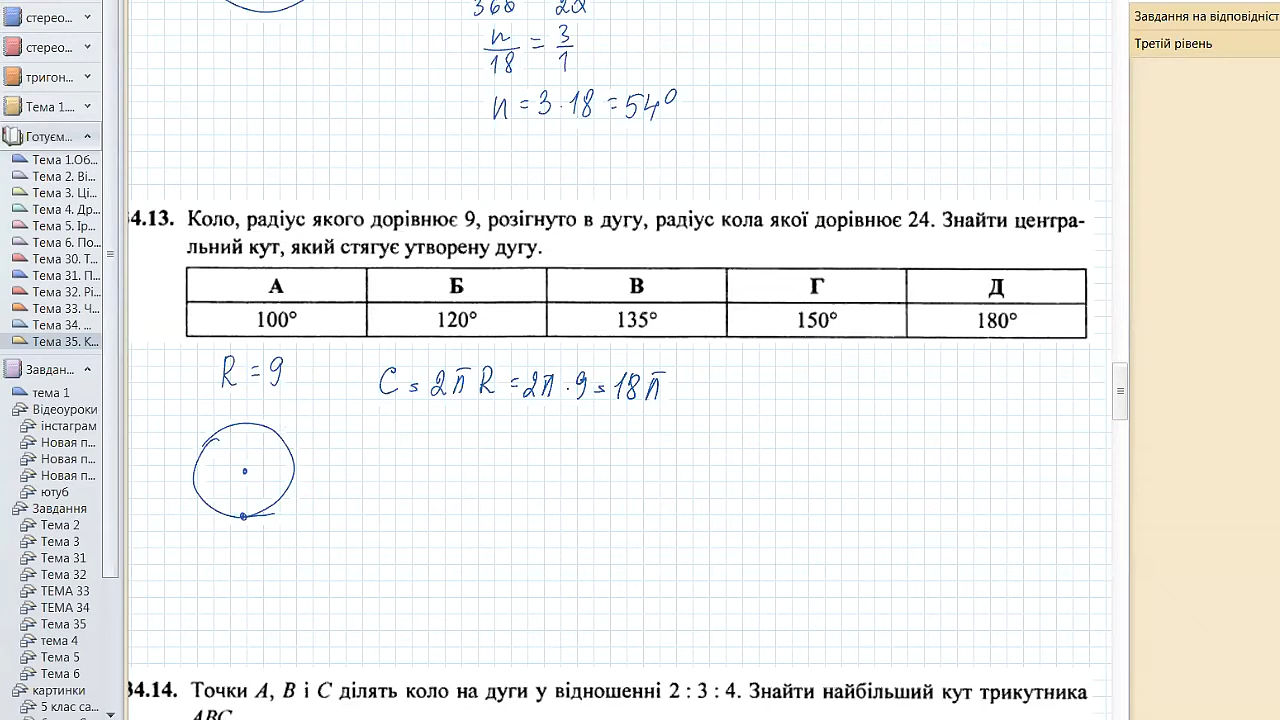 стерео...
стерео...
тригон...
Тема 1....
Готуєм...
Тема 1.Об...
Тема 2. Ві...
Тема 3. Ці...
Тема 4. Др...
Тема 5. Ір...
Тема 6. По...
Тема 30. Т...
Тема 31. П...
Тема 32. Рі...
Тема 33. Ч...
Тема 34. ...
Тема 35. К...
Завдан...
тема 1
Відеоуроки
інстаграм
Новая п...
Новая п...
Новая п...
ютуб
Завдання
Тема 2
Тема 3
Тема 31
Тема 32
ТЕМА 33
ТЕМА 34
Тема 35
тема 4
Тема 5
Тема 6
картинки
5 клас са...
n/18 = 3/1
n = 3 · 18 = 54°
34.13. Коло, радіус якого дорівнює 9, розігнуто в дугу, радіус кола якої дорівнює 24. Знайти центра-
льний кут, який стягує утворену дугу.
А Б В Г Д
100° 120° 135° 150° 180°
R = 9 C = 2π R = 2π · 9 = 18π
34.14. Точки A, B і C ділять коло на дуги у відношенні 2 : 3 : 4. Знайти найбільший кут трикутника
ABC
Завдання на відповідніст
Третій рівень